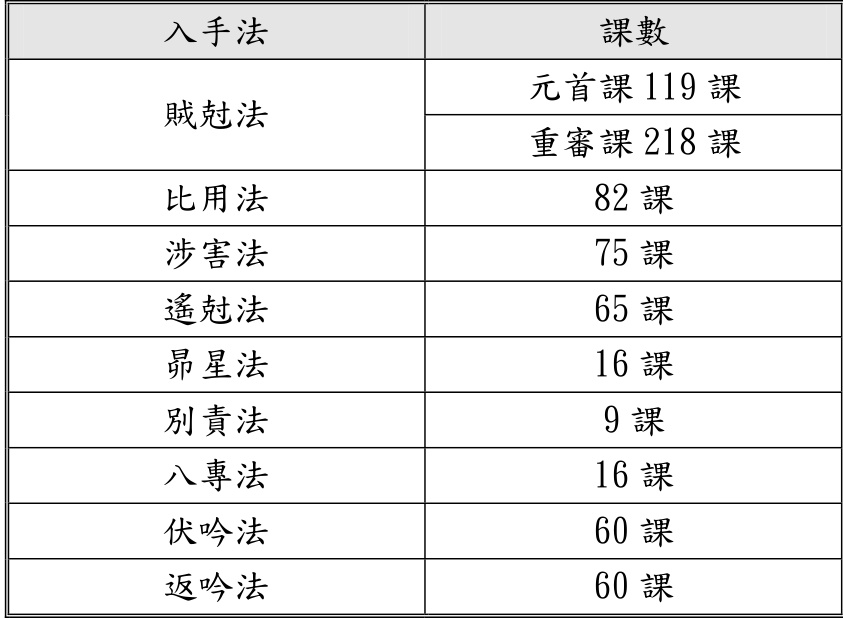 入手法 課數
賊尅法 元首課 119 課
重審課 218 課
比用法 82 課
涉害法 75 課
遙尅法 65 課
昴星法 16 課
別責法 9 課
八專法 16 課
伏吟法 60 課
返吟法 60 課